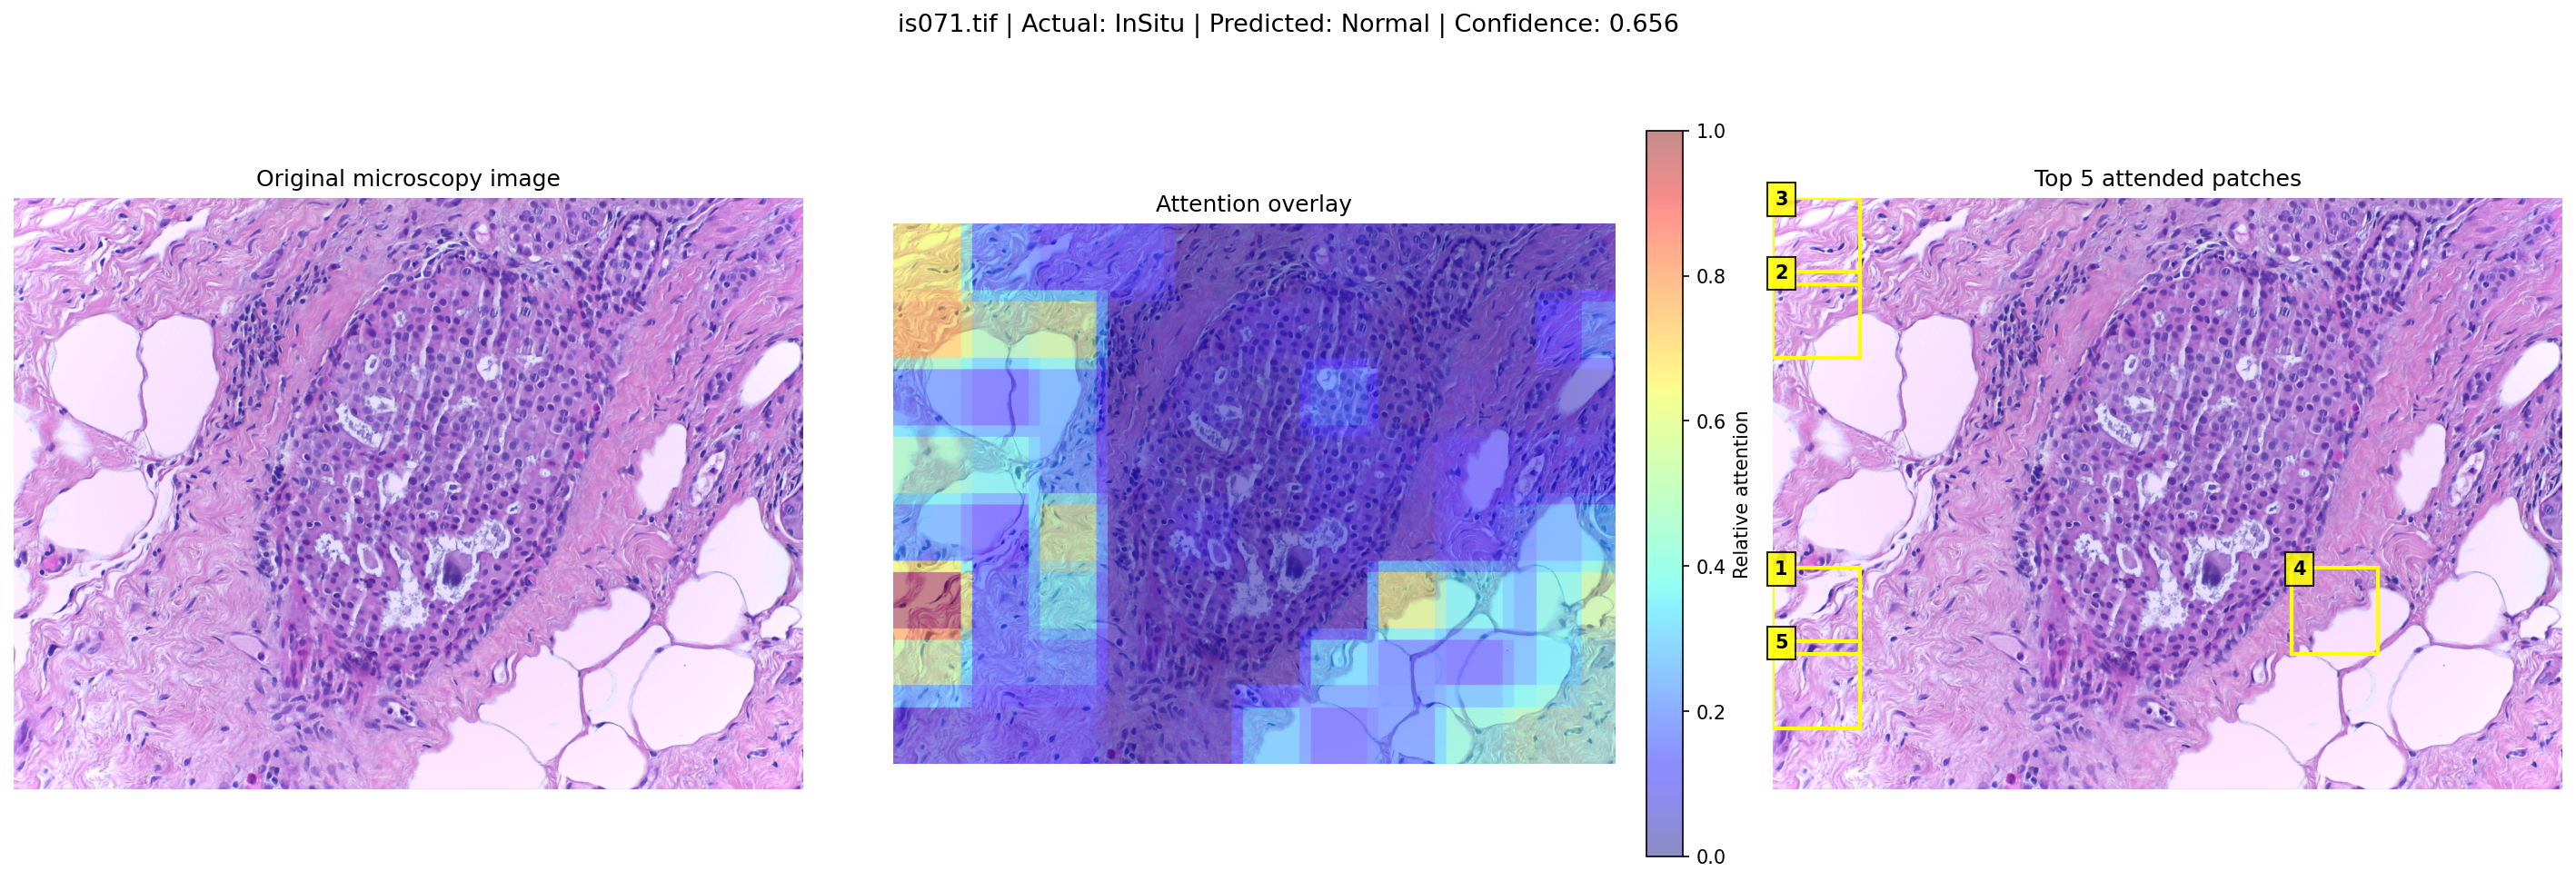 is071.tif | Actual: InSitu | Predicted: Normal | Confidence: 0.656
Original microscopy image
Attention overlay
1.0
0.8
0.6
0.4
0.2
0.0
Relative attention
Top 5 attended patches
3
2
1
4
5